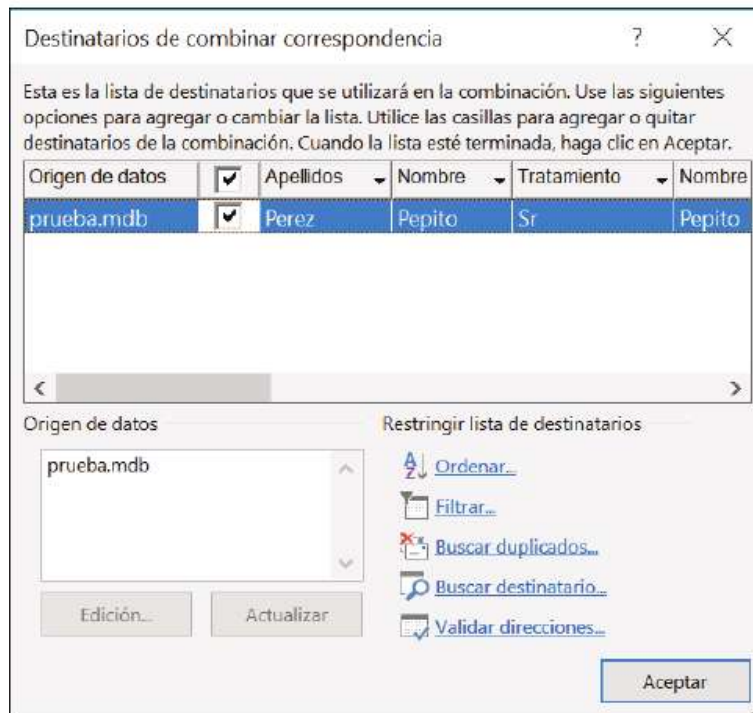 Destinatarios de combinar correspondencia ?
Esta es la lista de destinatarios que se utilizará en la combinación. Use las siguientes
opciones para agregar o cambiar la lista. Utilice las casillas para agregar o quitar
destinatarios de la combinación. Cuando la lista esté terminada, haga clic en Aceptar.
Origen de datos Apellidos Nombre Tratamiento Nombre
prueba.mdb Perez Pepito Sr Pepito
Origen de datos Restringir lista de destinatarios
prueba.mdb
Ordenar...
Filtrar...
Buscar duplicados...
Buscar destinatario...
Validar direcciones...
Edición... Actualizar
Aceptar